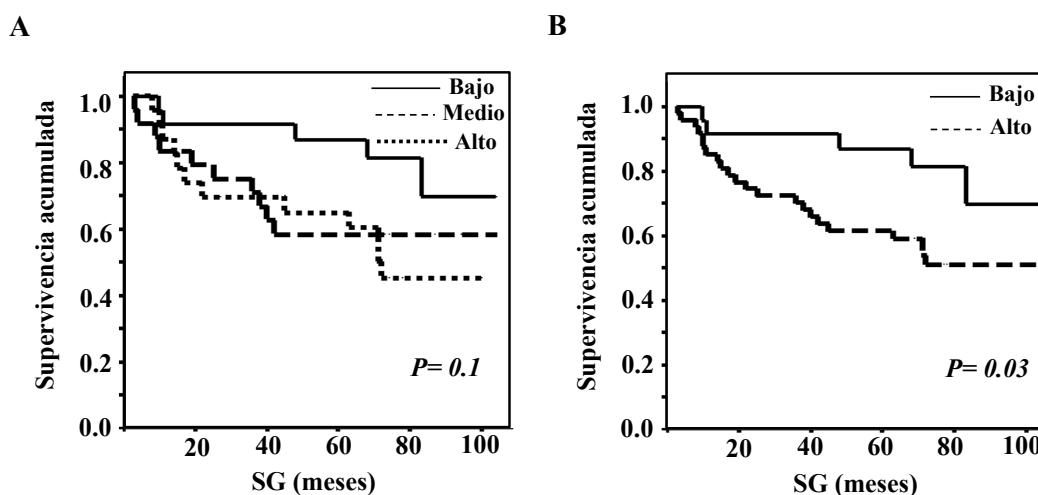 A
Supervivencia acumulada
1.0
0.8
0.6
0.4
0.2
0.0
Bajo
Medio
Alto
P= 0.1
20 40 60 80 100
SG (meses)
B
Supervivencia acumulada
1.0
0.8
0.6
0.4
0.2
0.0
Bajo
Alto
P= 0.03
20 40 60 80 100
SG (meses)